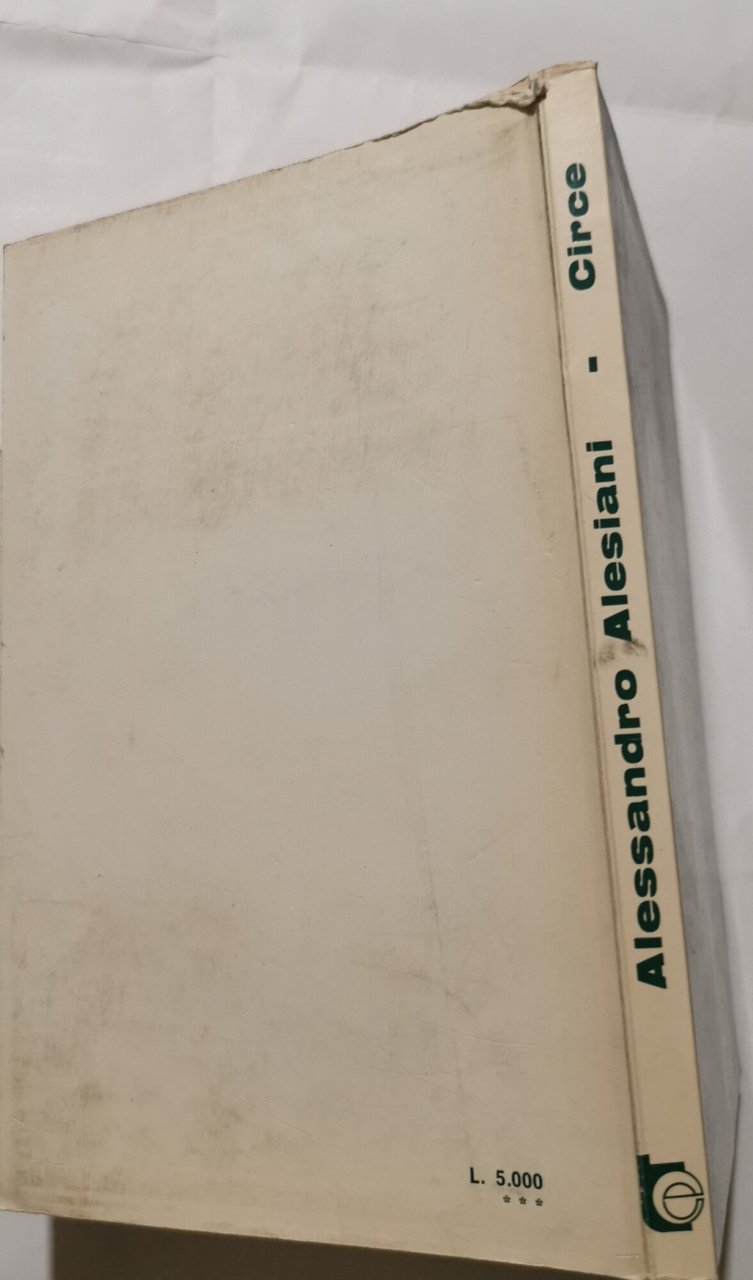 Alessandro Alesiani - Circe
L. 5.000
* * *